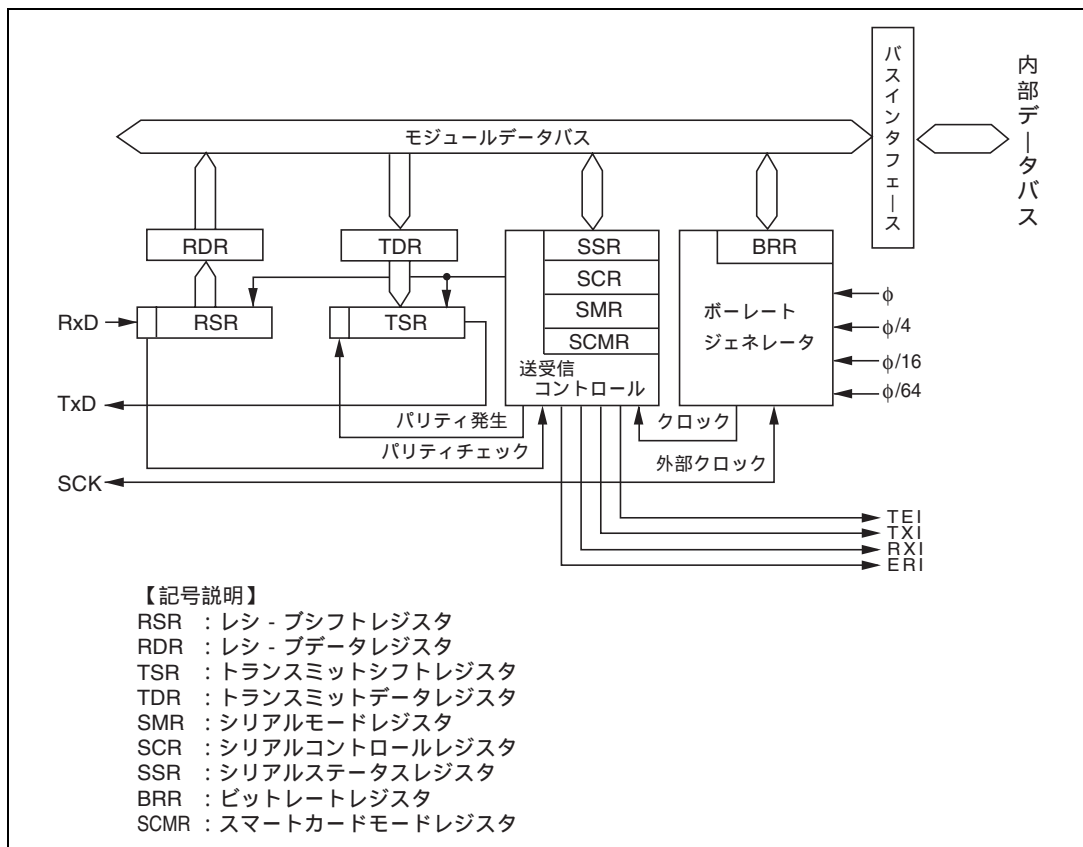 バスインタフェース
内部データバス
モジュールデータバス
RDR
TDR
SSR
BRR
SCR
φ
RxD
RSR
TSR
SMR
ボーレート
ジェネレータ
φ/4
SCMR
φ/16
送受信
コントロール
φ/64
TxD
パリティ発生
クロック
パリティチェック
外部クロック
SCK
TEI
TXI
RXI
ERI
【記号説明】
RSR : レシ - ブシフトレジスタ
RDR : レシ - ブデータレジスタ
TSR : トランスミットシフトレジスタ
TDR : トランスミットデータレジスタ
SMR : シリアルモードレジスタ
SCR : シリアルコントロールレジスタ
SSR : シリアルステータスレジスタ
BRR : ビットレートレジスタ
SCMR : スマートカードモードレジスタ